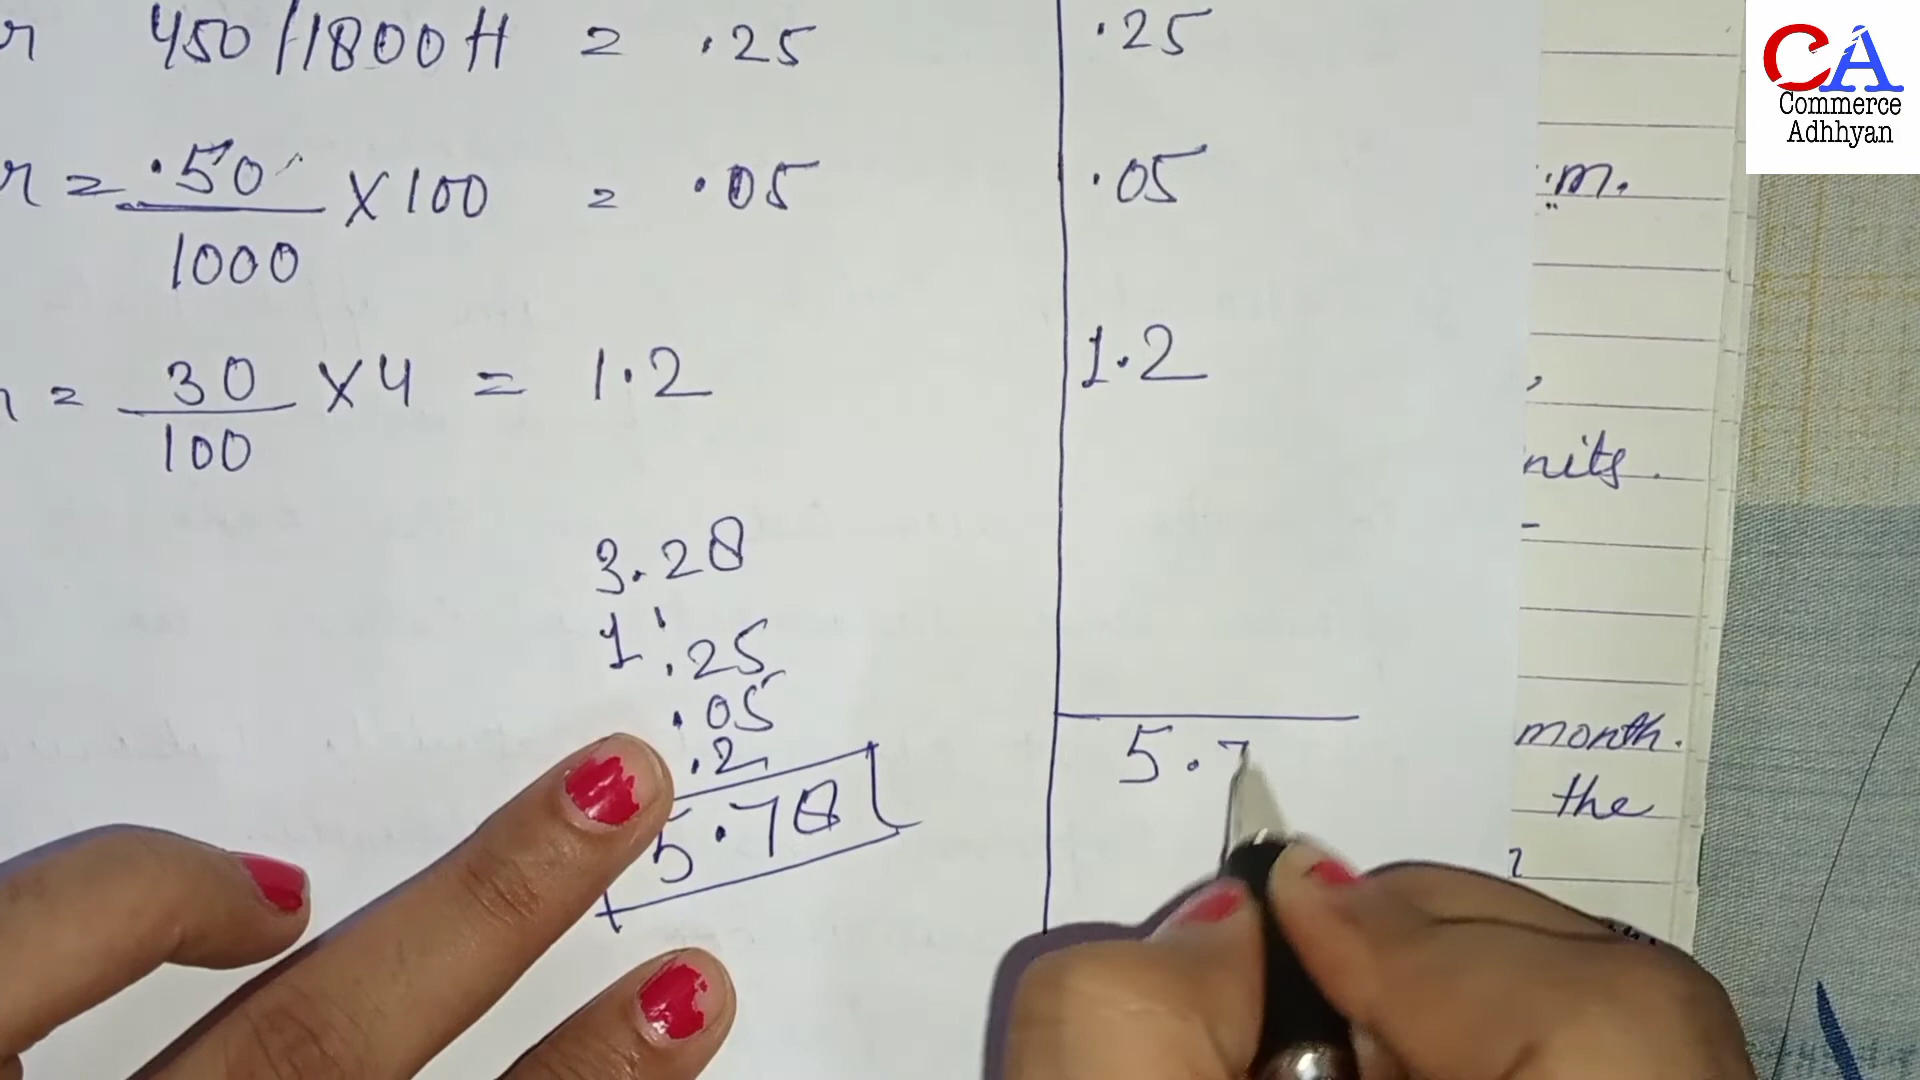 r 450/1800H = .25
.25
r = .50 / 1000 × 100 = .05
.05
30 / 100 × 4 = 1.2
1.2
3.28
1
.25
.05
.2
5.78
5.7
CA
Commerce
Adhhyan
.m.
nits.
month.
the